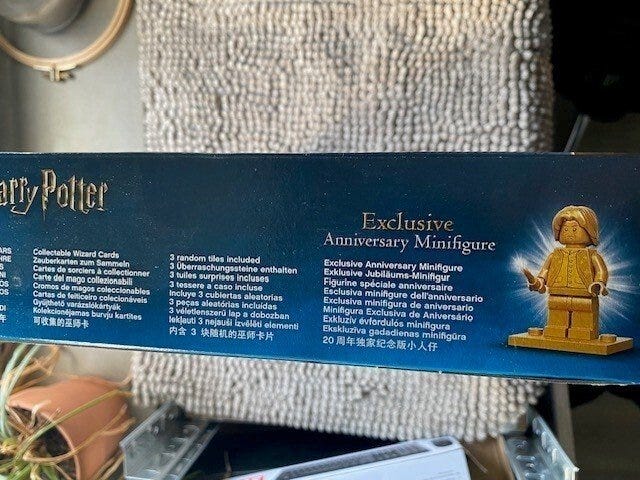 arry Potter
Exclusive
Anniversary Minifigure
ARS
HRE
Collectable Wizard Cards
Zauberkarten zum Sammeln
Cartes de sorciers à collectionner
Carte del mago collezionabili
Cromos de magos coleccionables
Cartas de feiticeiro colecionáveis
Gyűjthető varázslókártyák
Kolekcionējamas burvju kartītes
可收集的巫师卡
3 random tiles included
3 Überraschungssteine enthalten
3 tuiles surprises incluses
3 tessere a caso incluse
Incluye 3 cubiertas aleatorias
3 peças aleatórias incluídas
3 véletlenszerű lap a dobozban
Iekļauti 3 nejauši izvēlēti elementi
内含 3 块随机的巫师卡片
Exclusive Anniversary Minifigure
Exklusive Jubiläums-Minifigur
Figurine spéciale anniversaire
Esclusiva minifigure dell'anniversario
Exclusiva minifigura de aniversario
Minifigura Exclusiva de Aniversário
Exkluzív évfordulós minifigura
Ekskluzīva gadadienas minifigūra
20 周年独家纪念版小人仔